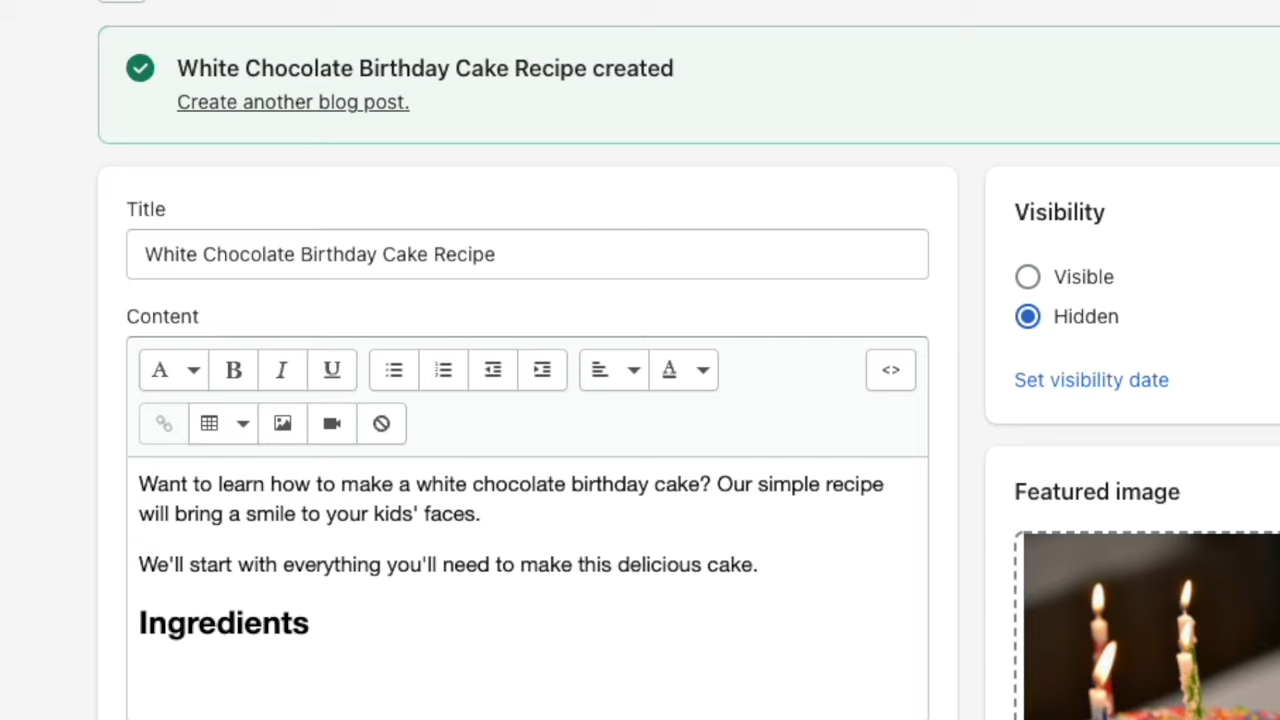 White Chocolate Birthday Cake Recipe created
Create another blog post.
Title
White Chocolate Birthday Cake Recipe
Content
A B I U A <>
Want to learn how to make a white chocolate birthday cake? Our simple recipe
will bring a smile to your kids' faces.
We'll start with everything you'll need to make this delicious cake.
Ingredients
Visibility
Visible
Hidden
Set visibility date
Featured image